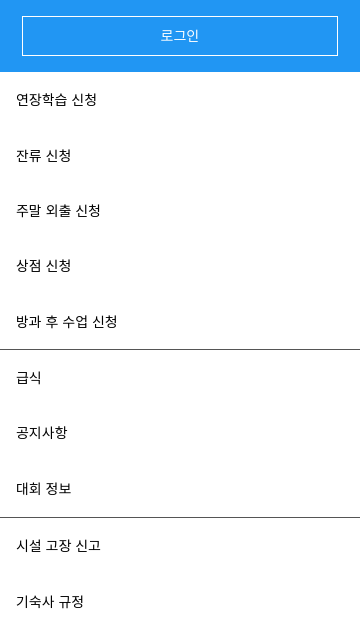 로그인
연장학습 신청
잔류 신청
주말 외출 신청
상점 신청
방과 후 수업 신청
급식
공지사항
대회 정보
시설 고장 신고
기숙사 규정